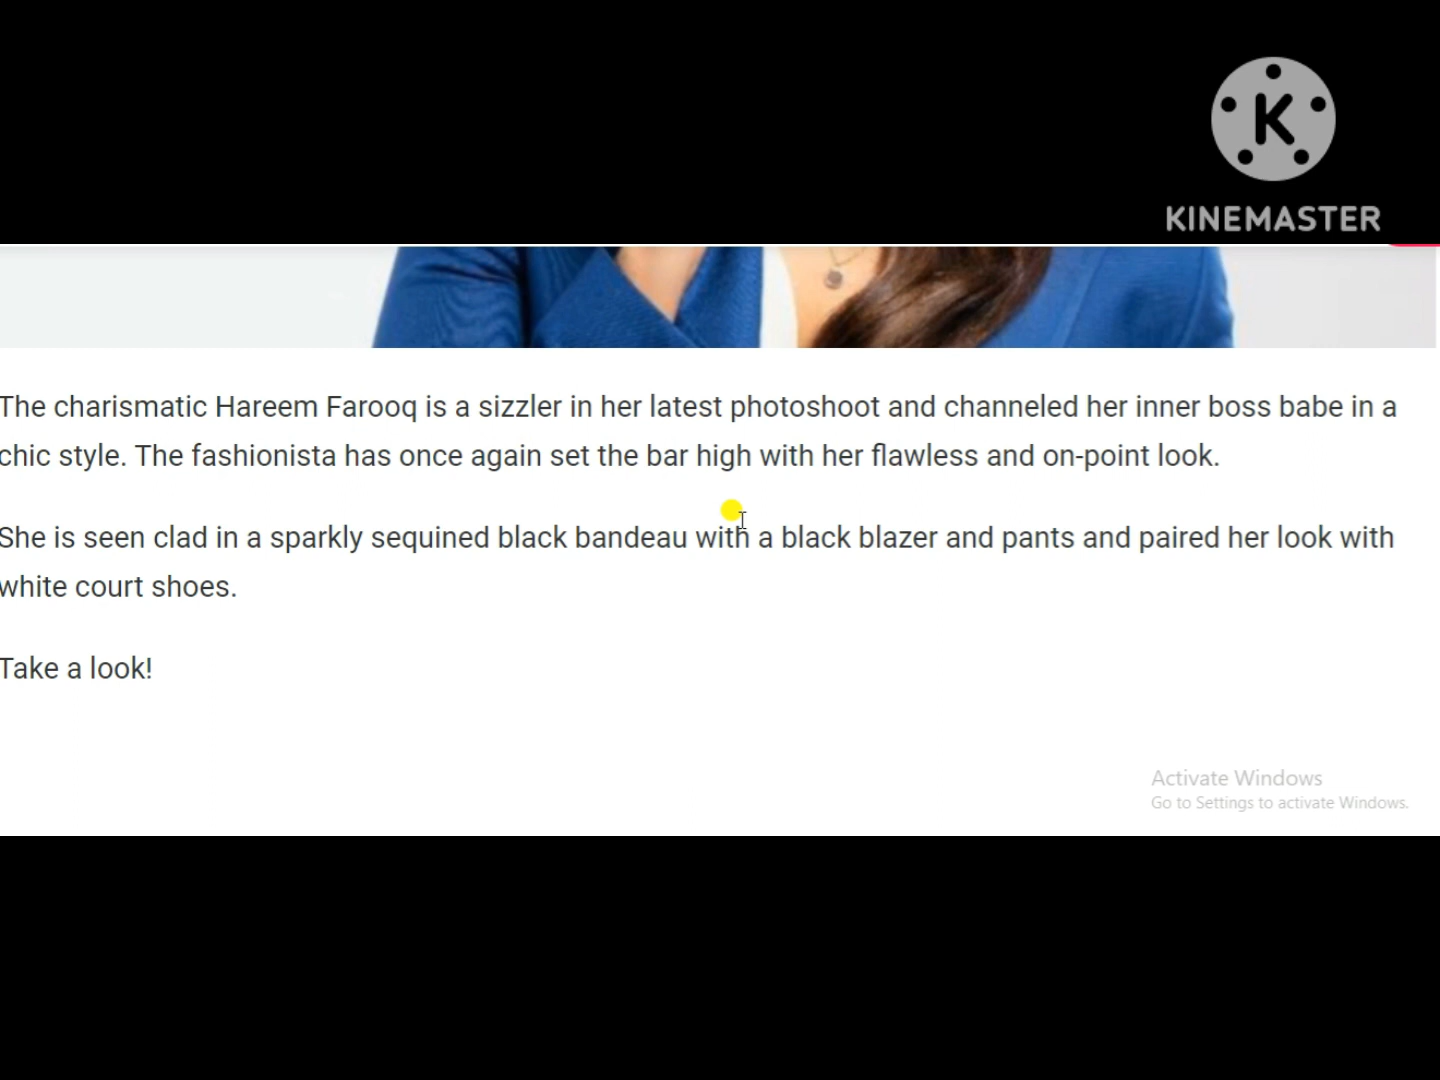 K
KINEMASTER
The charismatic Hareem Farooq is a sizzler in her latest photoshoot and channeled her inner boss babe in a
chic style. The fashionista has once again set the bar high with her flawless and on-point look.
She is seen clad in a sparkly sequined black bandeau with a black blazer and pants and paired her look with
white court shoes.
Take a look!
Activate Windows
Go to Settings to activate Windows.